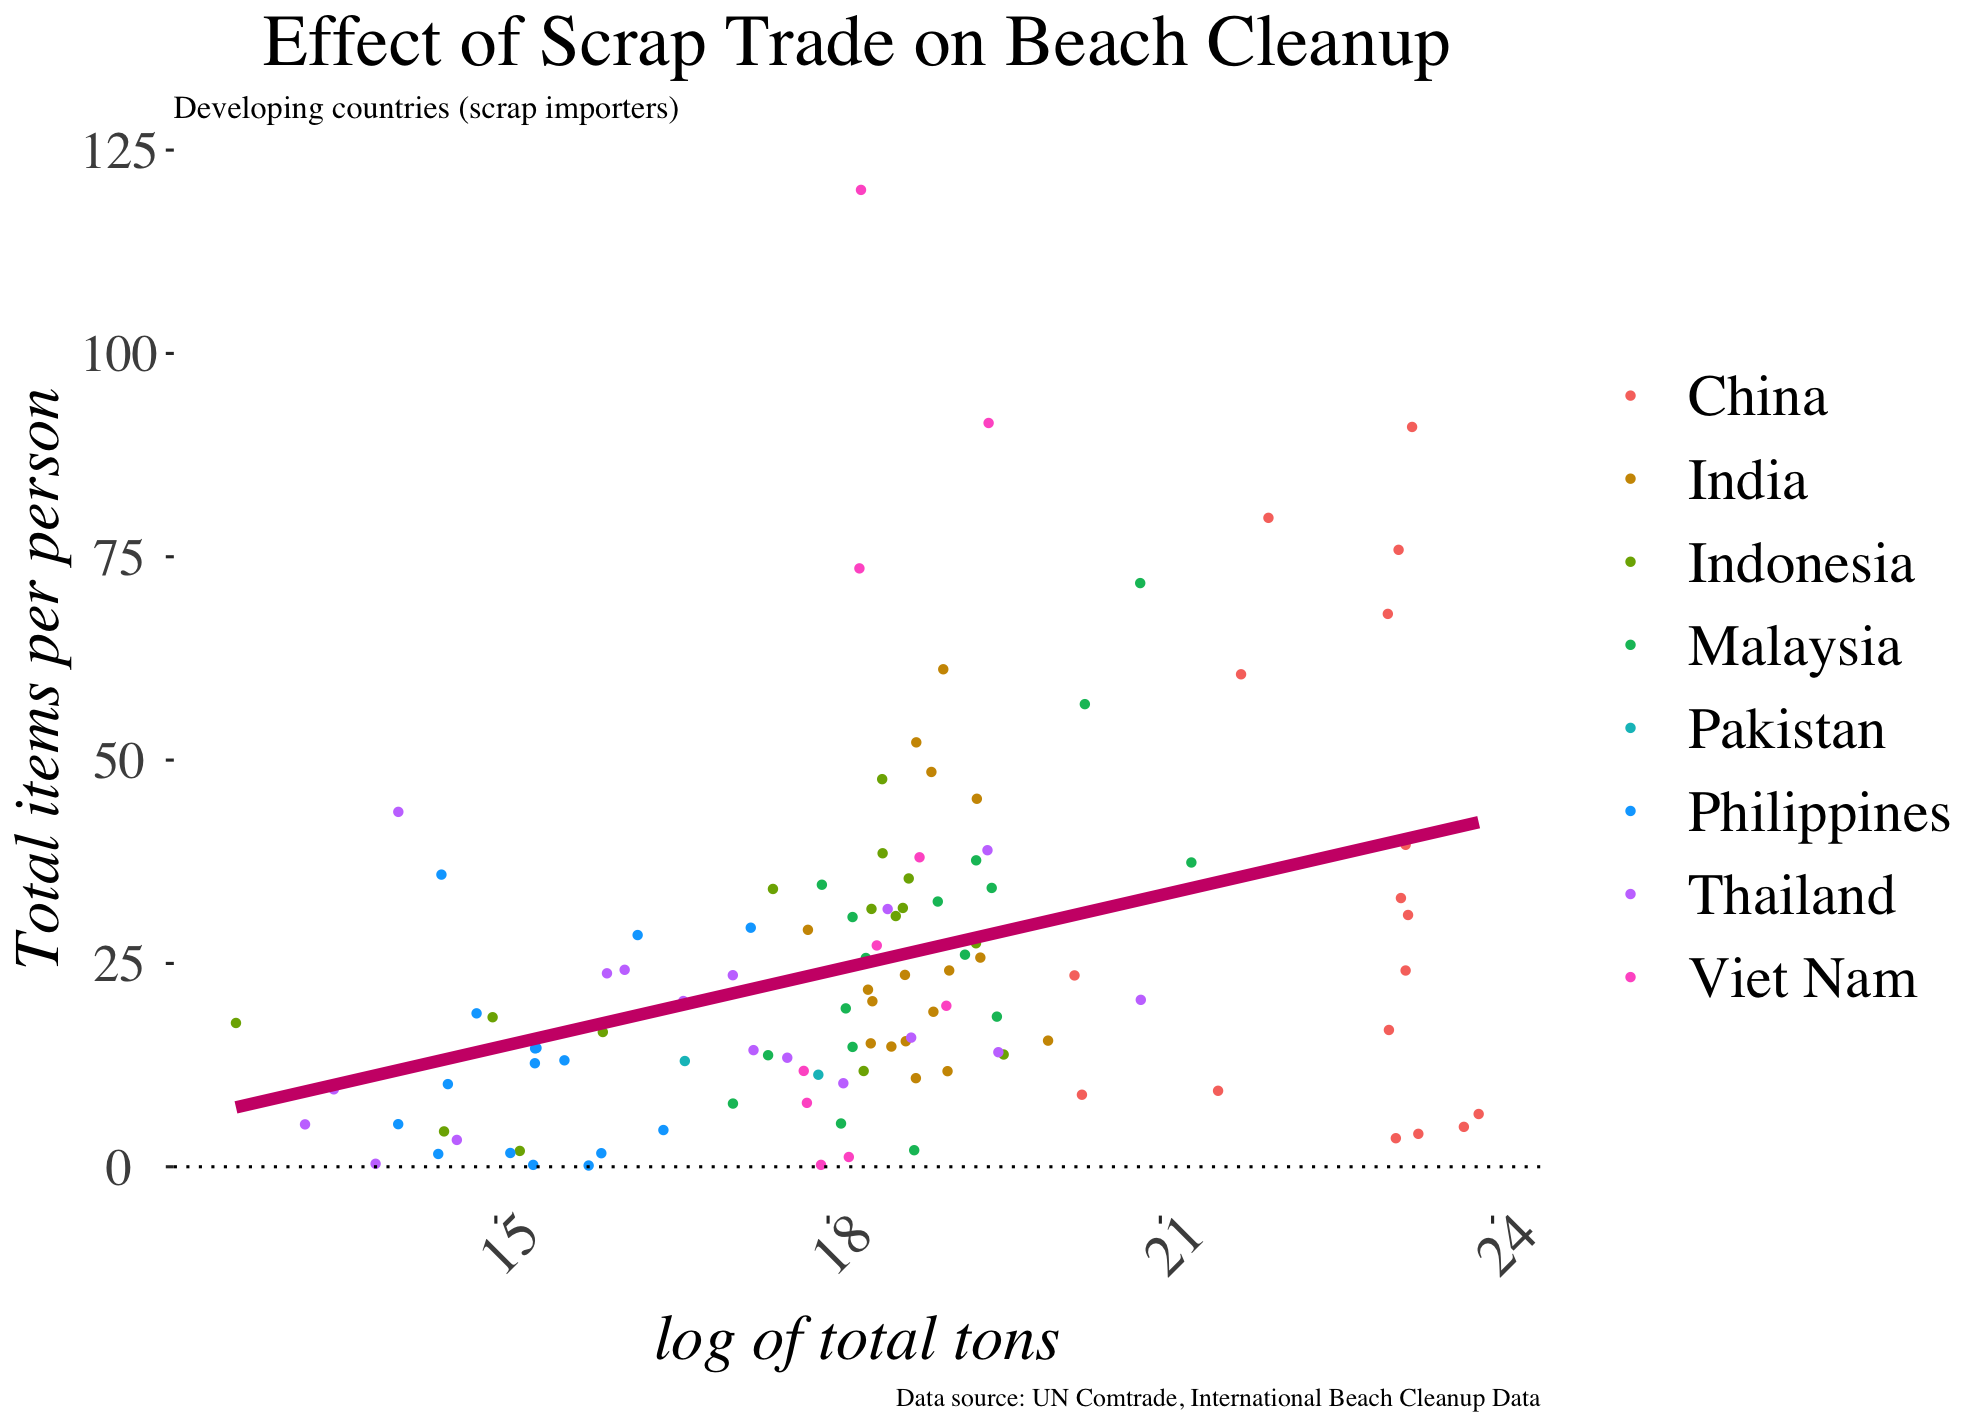 Effect of Scrap Trade on Beach Cleanup
Developing countries (scrap importers)
125
100
75
50
25
0
Total items per person
15
18
21
24
log of total tons
China
India
Indonesia
Malaysia
Pakistan
Philippines
Thailand
Viet Nam
Data source: UN Comtrade, International Beach Cleanup Data